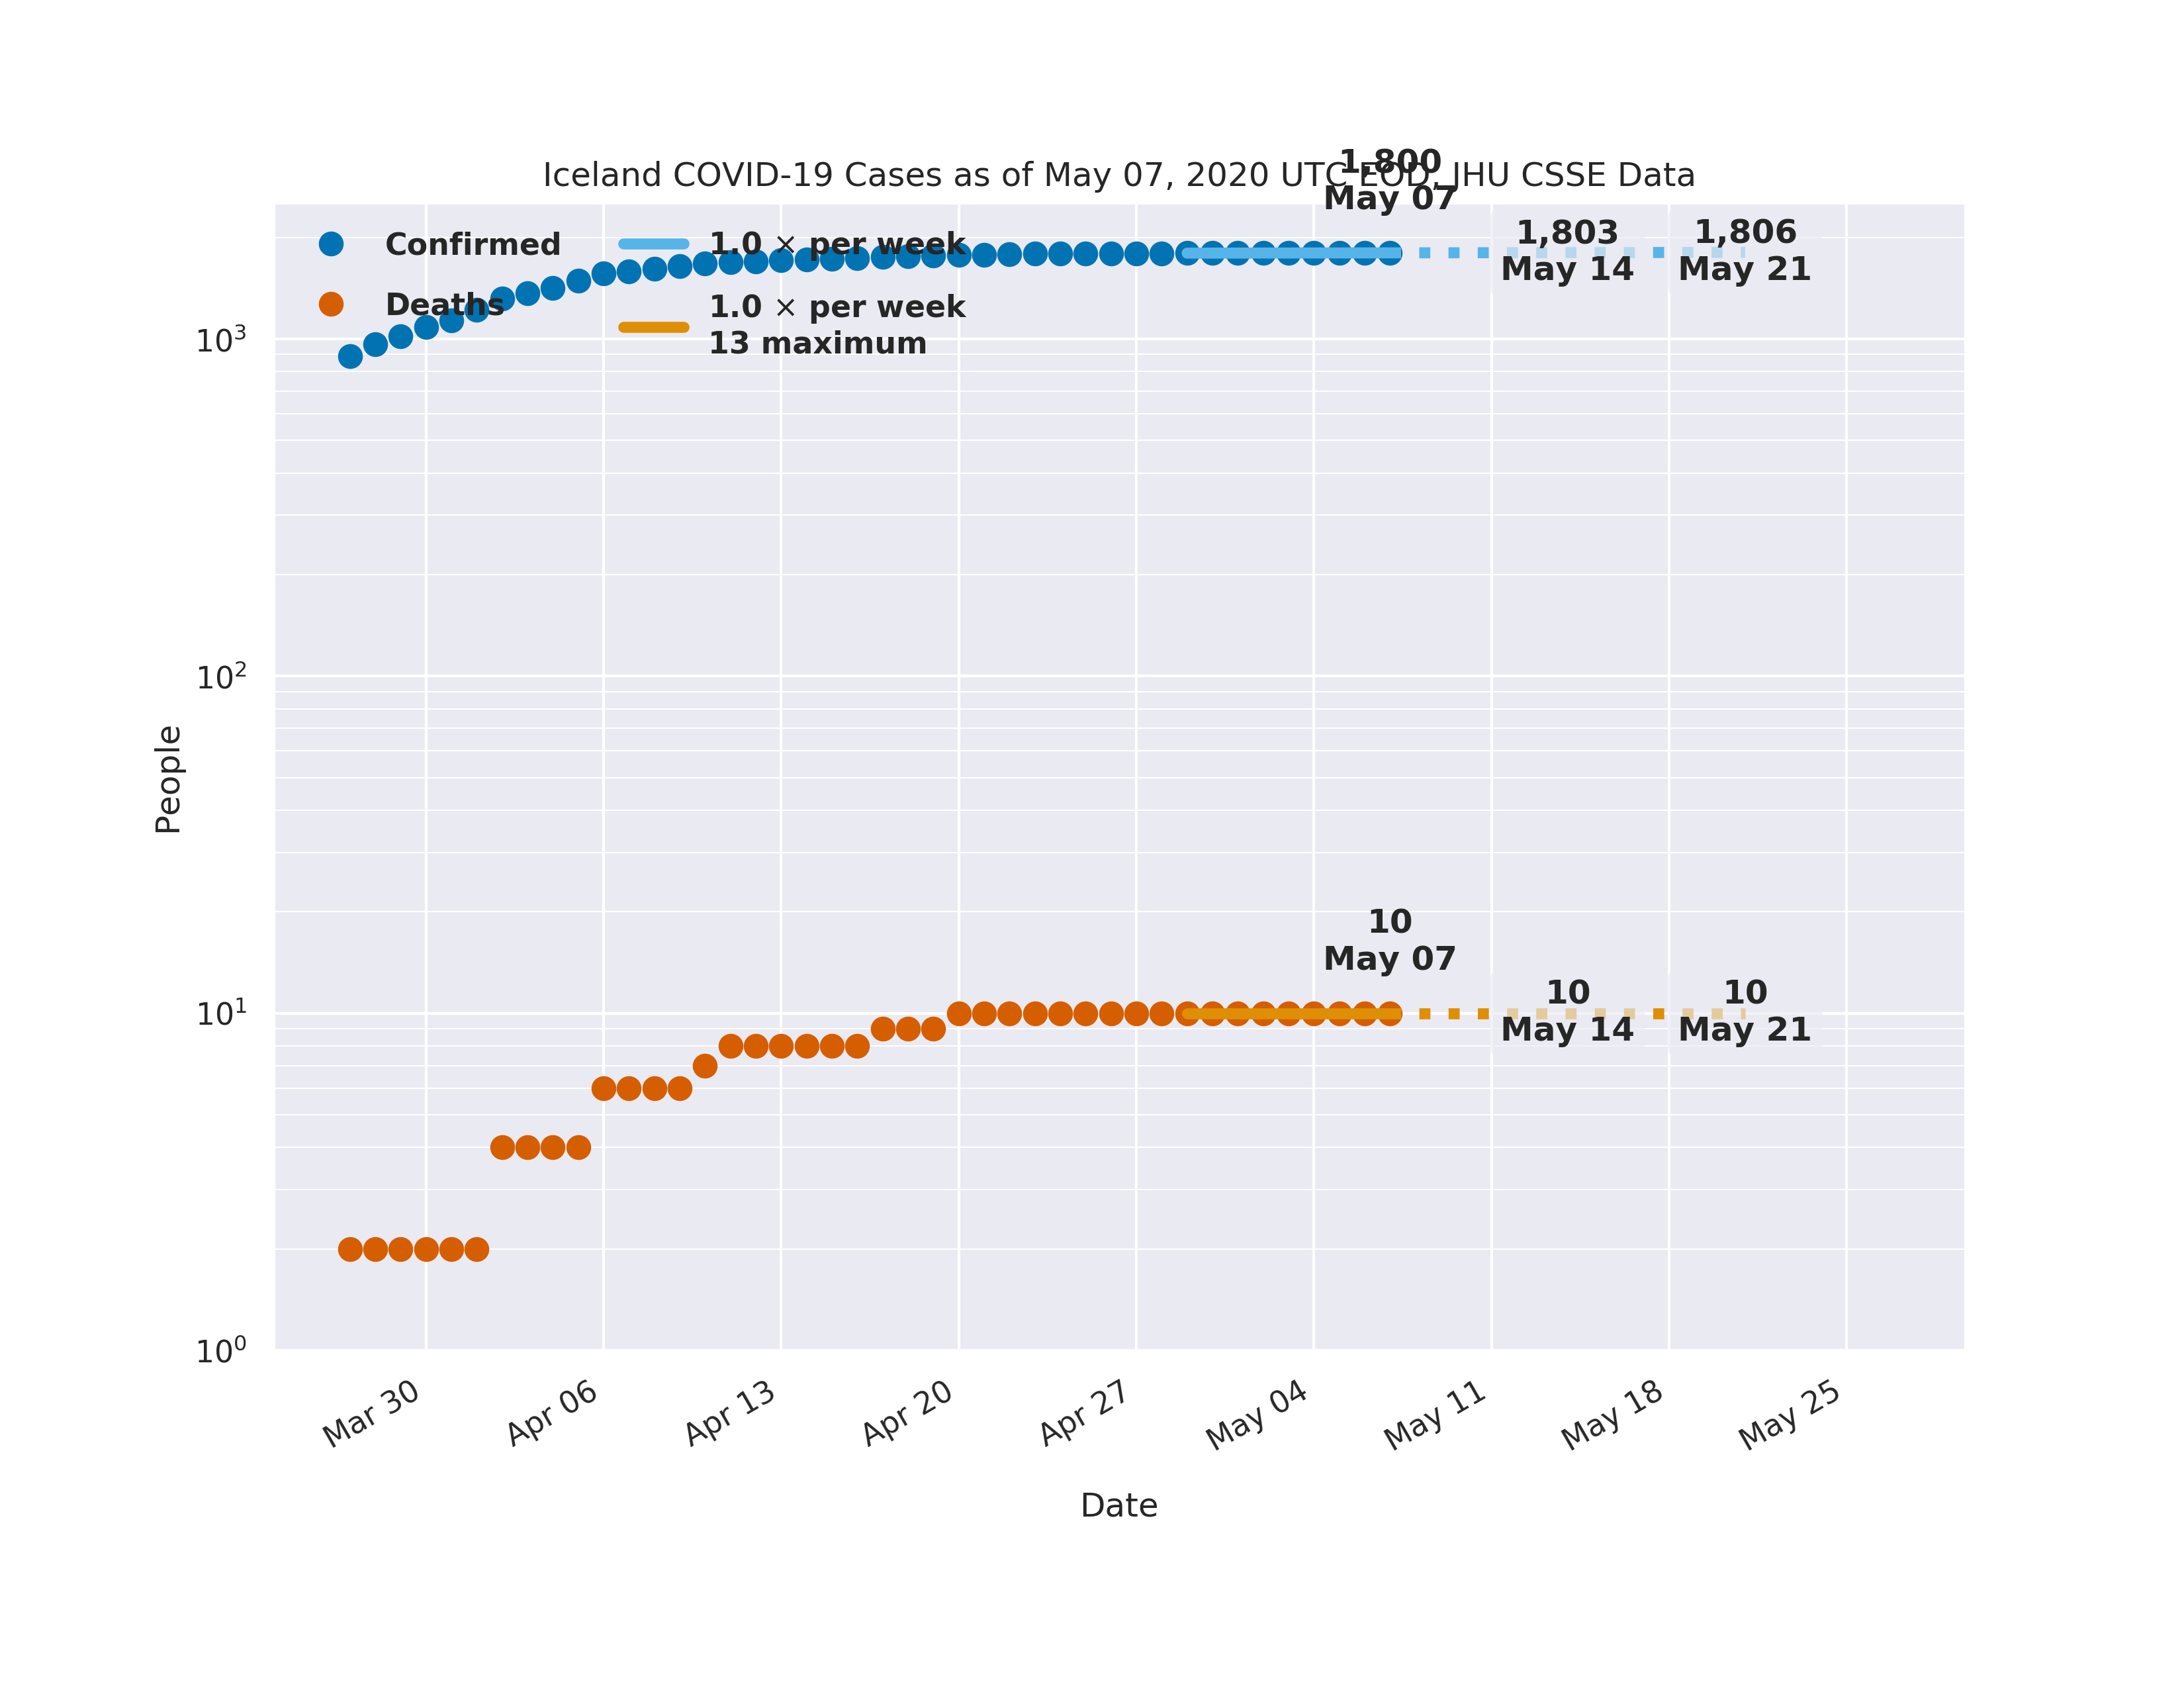 Iceland COVID-19 Cases as of May 07, 2020 UTC EOD, JHU CSSE Data
1,800
May 07
1,803
May 14
1,806
May 21
Confirmed
Deaths
1.0 × per week
1.0 × per week
13 maximum
10
May 07
10
May 14
10
May 21
People
10³
10²
10¹
10⁰
Mar 30
Apr 06
Apr 13
Apr 20
Apr 27
May 04
May 11
May 18
May 25
Date